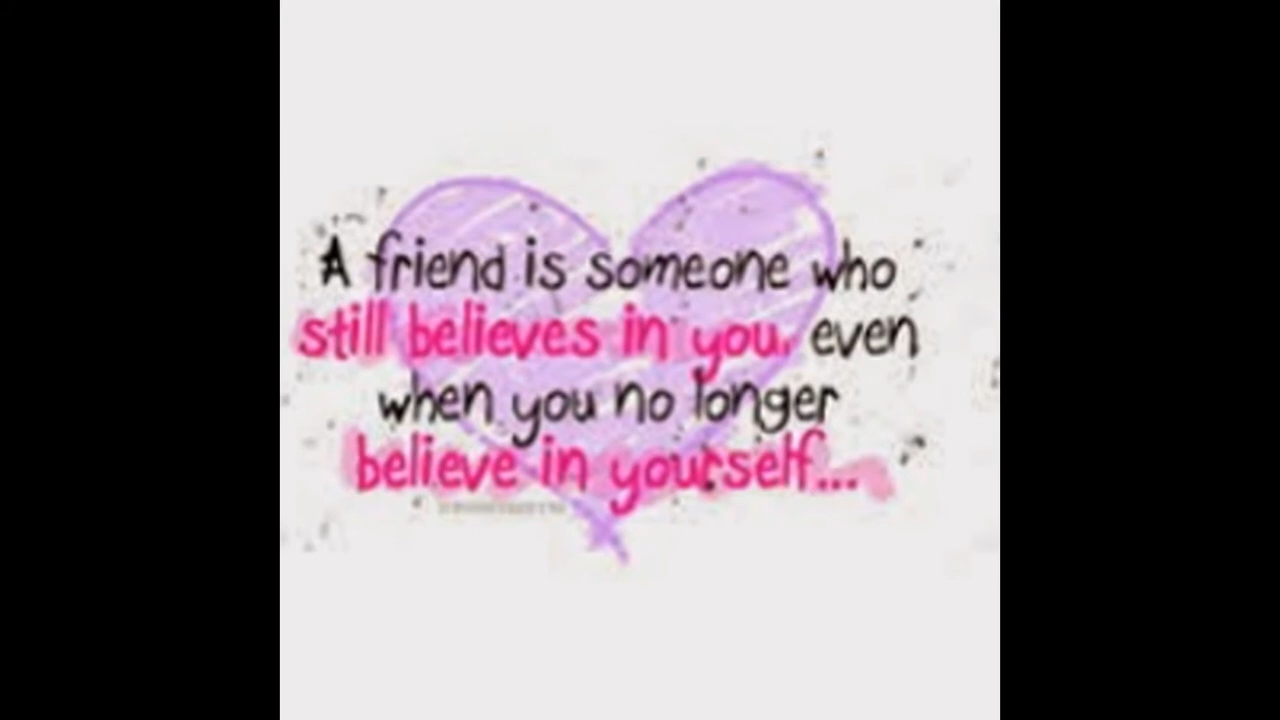 A friend is someone who
still believes in you, even
when you no longer
believe in yourself...